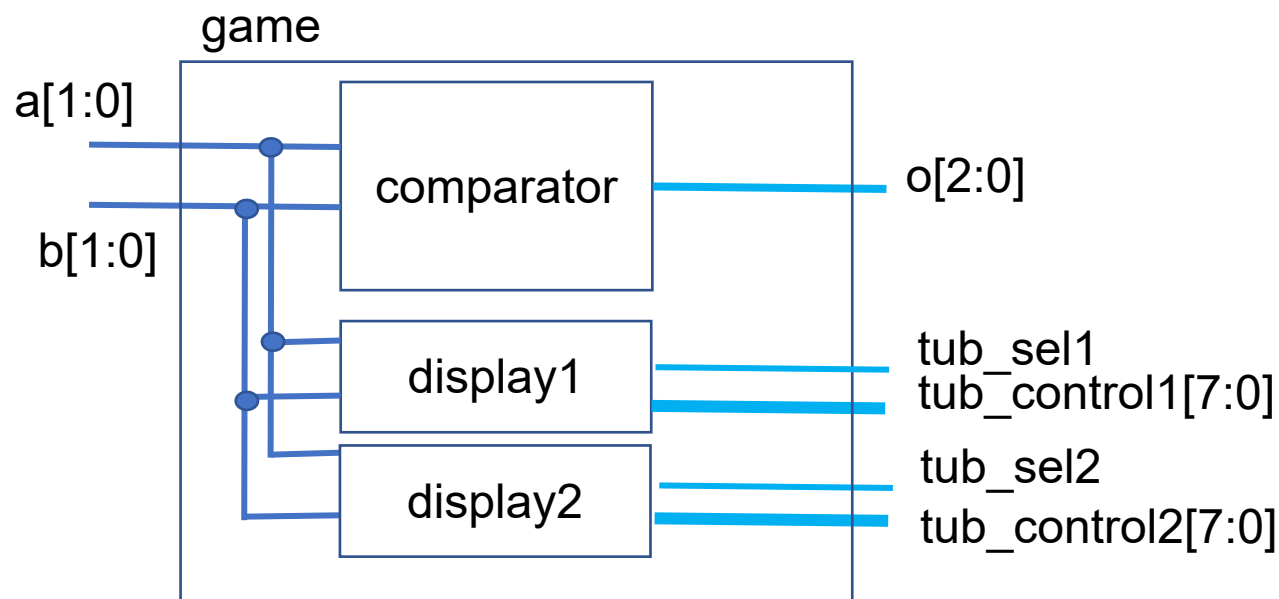 game
a[1:0]
b[1:0]
comparator
o[2:0]
display1
tub_sel1
tub_control1[7:0]
display2
tub_sel2
tub_control2[7:0]